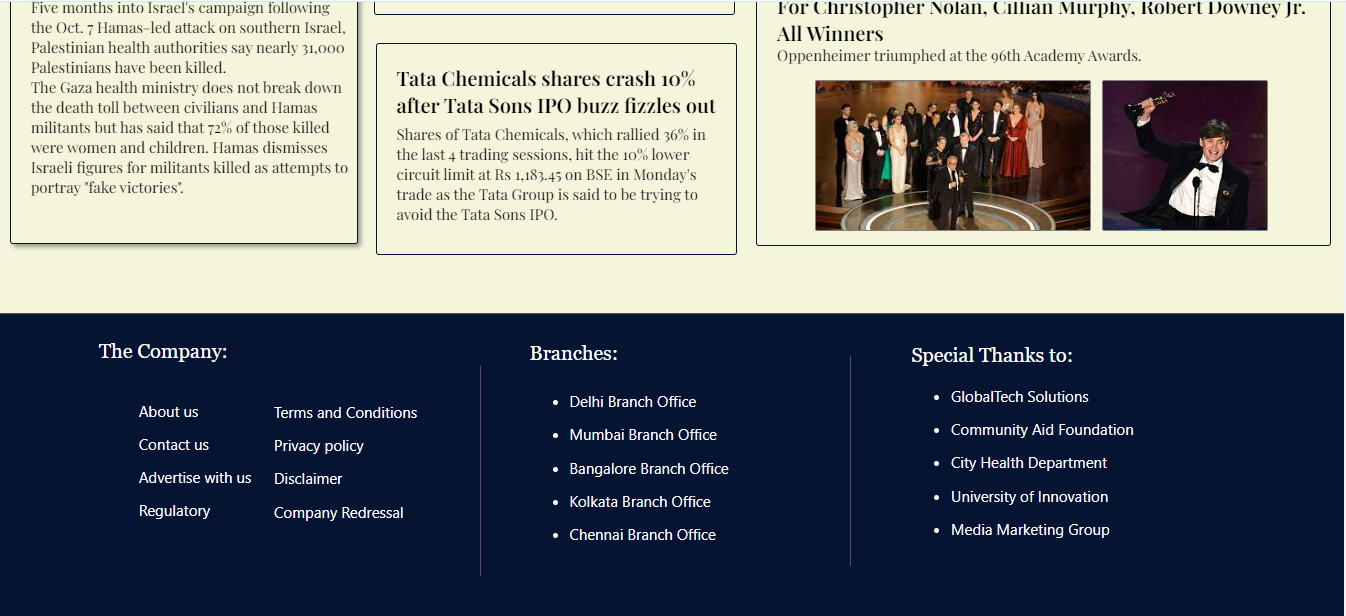 Five months into Israel's campaign following
the Oct. 7 Hamas-led attack on southern Israel,
Palestinian health authorities say nearly 31,000
Palestinians have been killed.
The Gaza health ministry does not break down
the death toll between civilians and Hamas
militants but has said that 72% of those killed
were women and children. Hamas dismisses
Israeli figures for militants killed as attempts to
portray "fake victories".
Tata Chemicals shares crash 10%
after Tata Sons IPO buzz fizzles out
Shares of Tata Chemicals, which rallied 36% in
the last 4 trading sessions, hit the 10% lower
circuit limit at Rs 1,183.45 on BSE in Monday's
trade as the Tata Group is said to be trying to
avoid the Tata Sons IPO.
For Christopher Nolan, Cillian Murphy, Robert Downey Jr.
All Winners
Oppenheimer triumphed at the 96th Academy Awards.
The Company:
About us
Contact us
Advertise with us
Regulatory
Terms and Conditions
Privacy policy
Disclaimer
Company Redressal
Branches:
• Delhi Branch Office
• Mumbai Branch Office
• Bangalore Branch Office
• Kolkata Branch Office
• Chennai Branch Office
Special Thanks to:
• GlobalTech Solutions
• Community Aid Foundation
• City Health Department
• University of Innovation
• Media Marketing Group